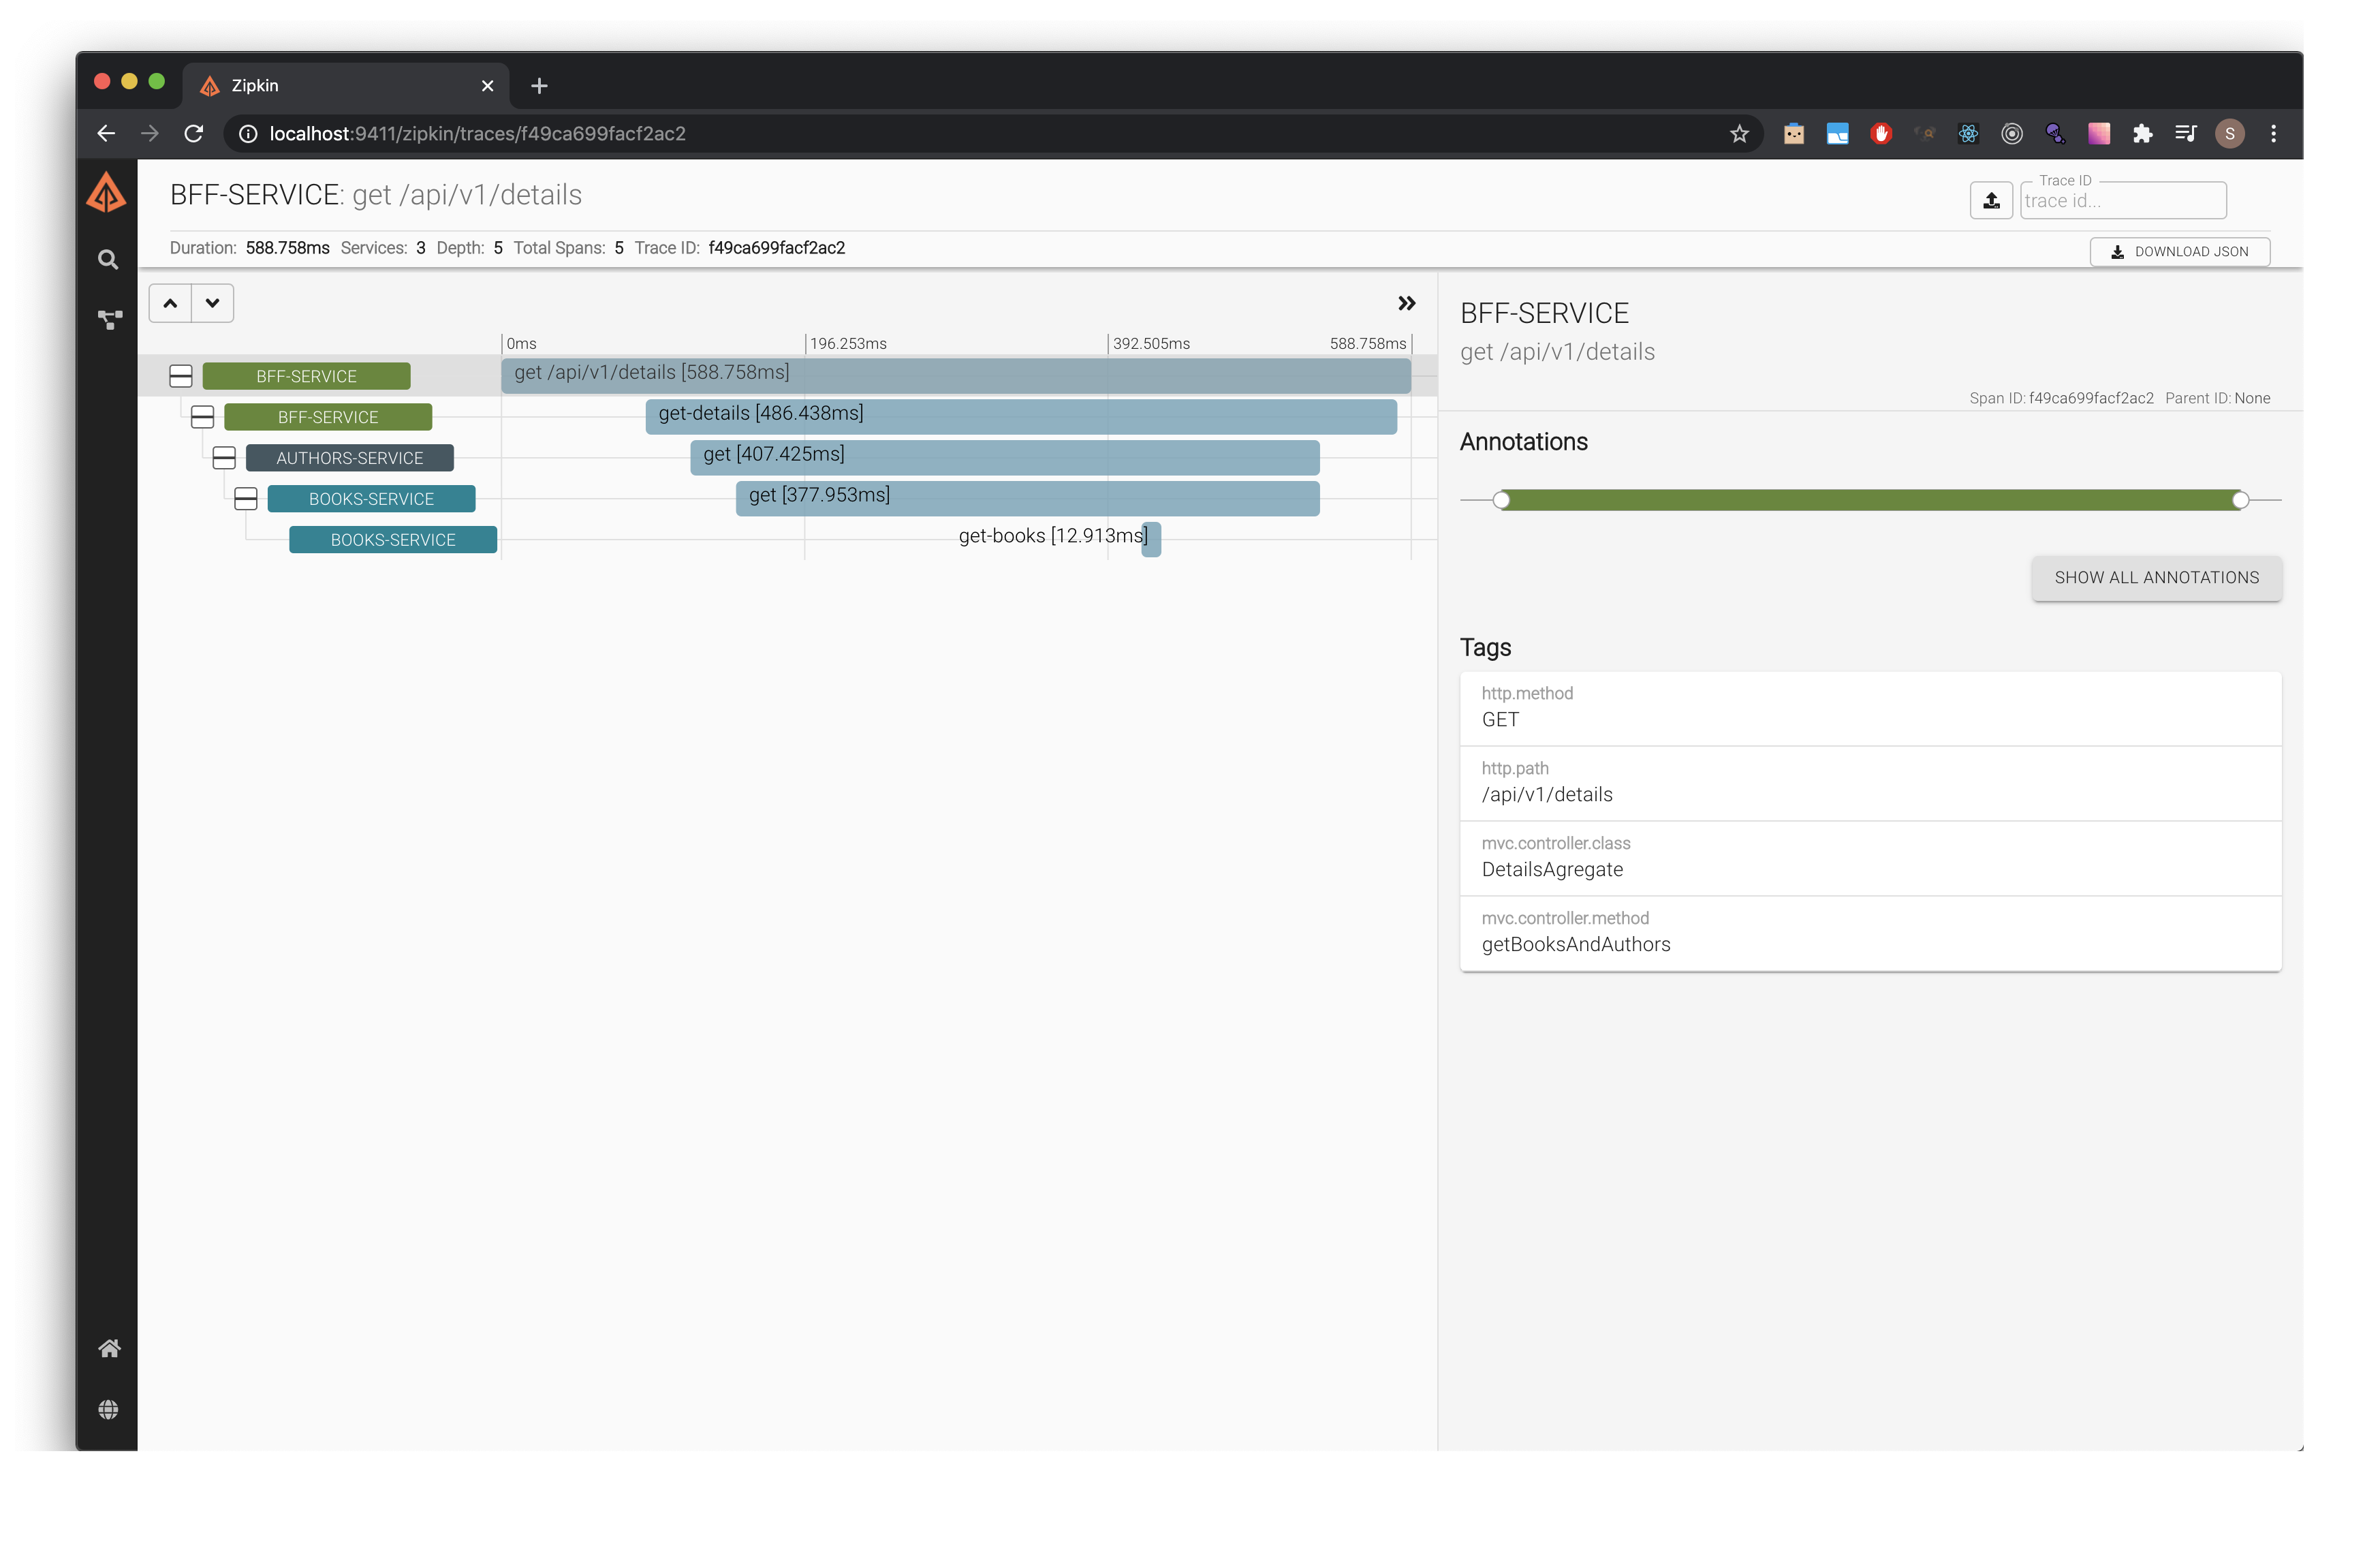 Zipkin
localhost:9411/zipkin/traces/f49ca699facf2ac2
S
BFF-SERVICE: get /api/v1/details
Trace ID
trace id...
Duration: 588.758ms Services: 3 Depth: 5 Total Spans: 5 Trace ID: f49ca699facf2ac2
DOWNLOAD JSON
0ms 196.253ms 392.505ms 588.758ms
BFF-SERVICE get /api/v1/details [588.758ms]
BFF-SERVICE get-details [486.438ms]
AUTHORS-SERVICE get [407.425ms]
BOOKS-SERVICE get [377.953ms]
BOOKS-SERVICE get-books [12.913ms]
BFF-SERVICE
get /api/v1/details
Span ID: f49ca699facf2ac2 Parent ID: None
Annotations
SHOW ALL ANNOTATIONS
Tags
http.method
GET
http.path
/api/v1/details
mvc.controller.class
DetailsAgregate
mvc.controller.method
getBooksAndAuthors